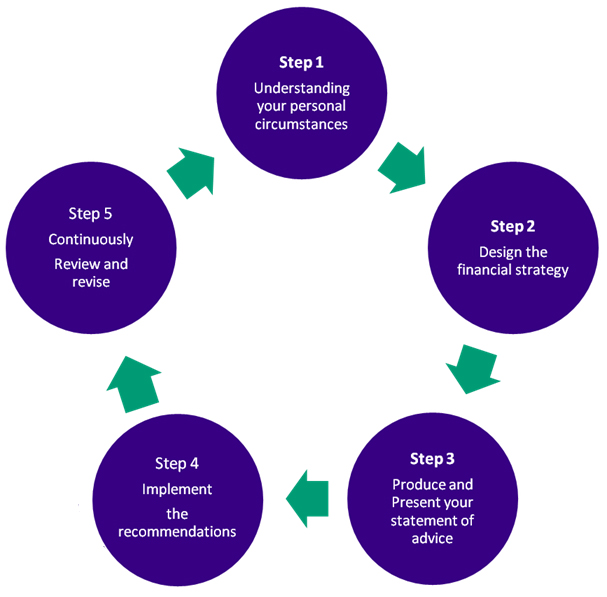 Step 1
Understanding
your personal
circumstances
Step 2
Design the
financial strategy
Step 3
Produce and
Present your
statement of
advice
Step 4
Implement
the
recommendations
Step 5
Continuously
Review and
revise